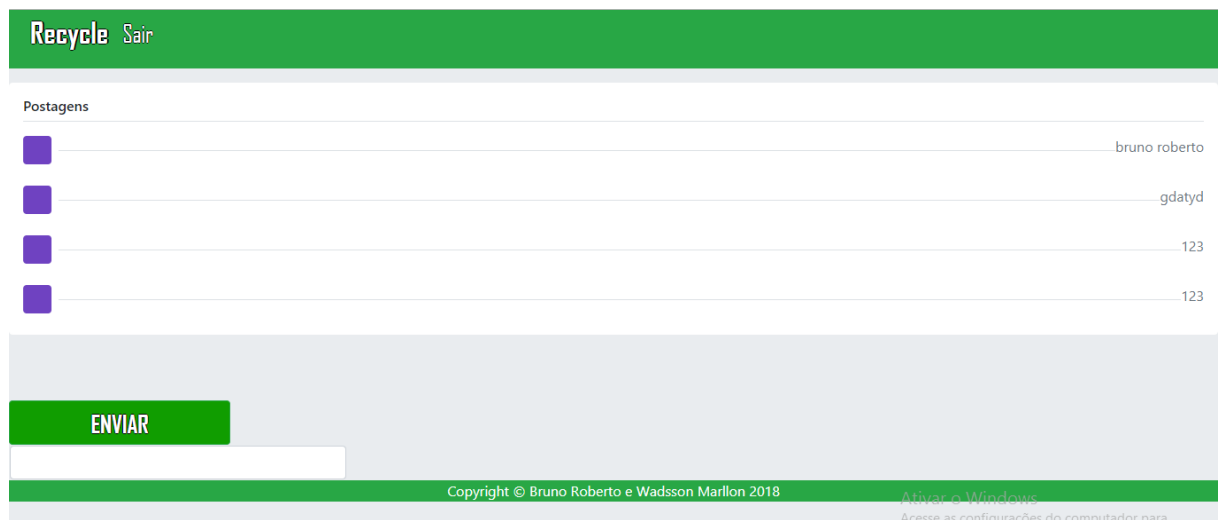 Recycle Sair
Postagens
bruno roberto
gdatyd
123
123
ENVIAR
Copyright © Bruno Roberto e Wadsson Marllon 2018
Ativar o Windows
Acesse as configurações do computador para